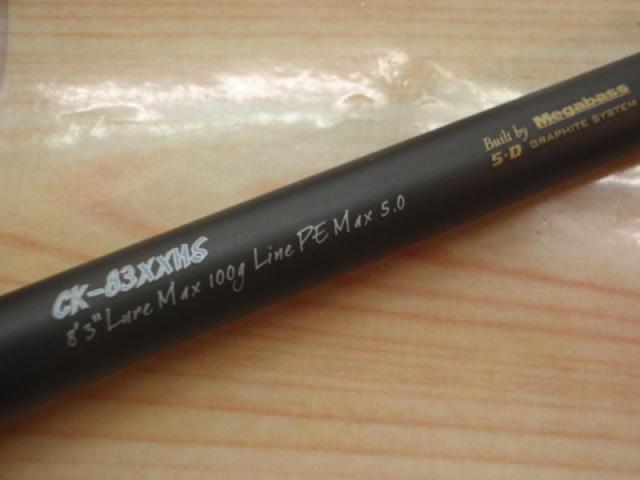 CK-83XXHS
8'3" Lure Max 100g Line PE Max 5.0
Built by Megabass
5-D GRAPHITE SYSTEM